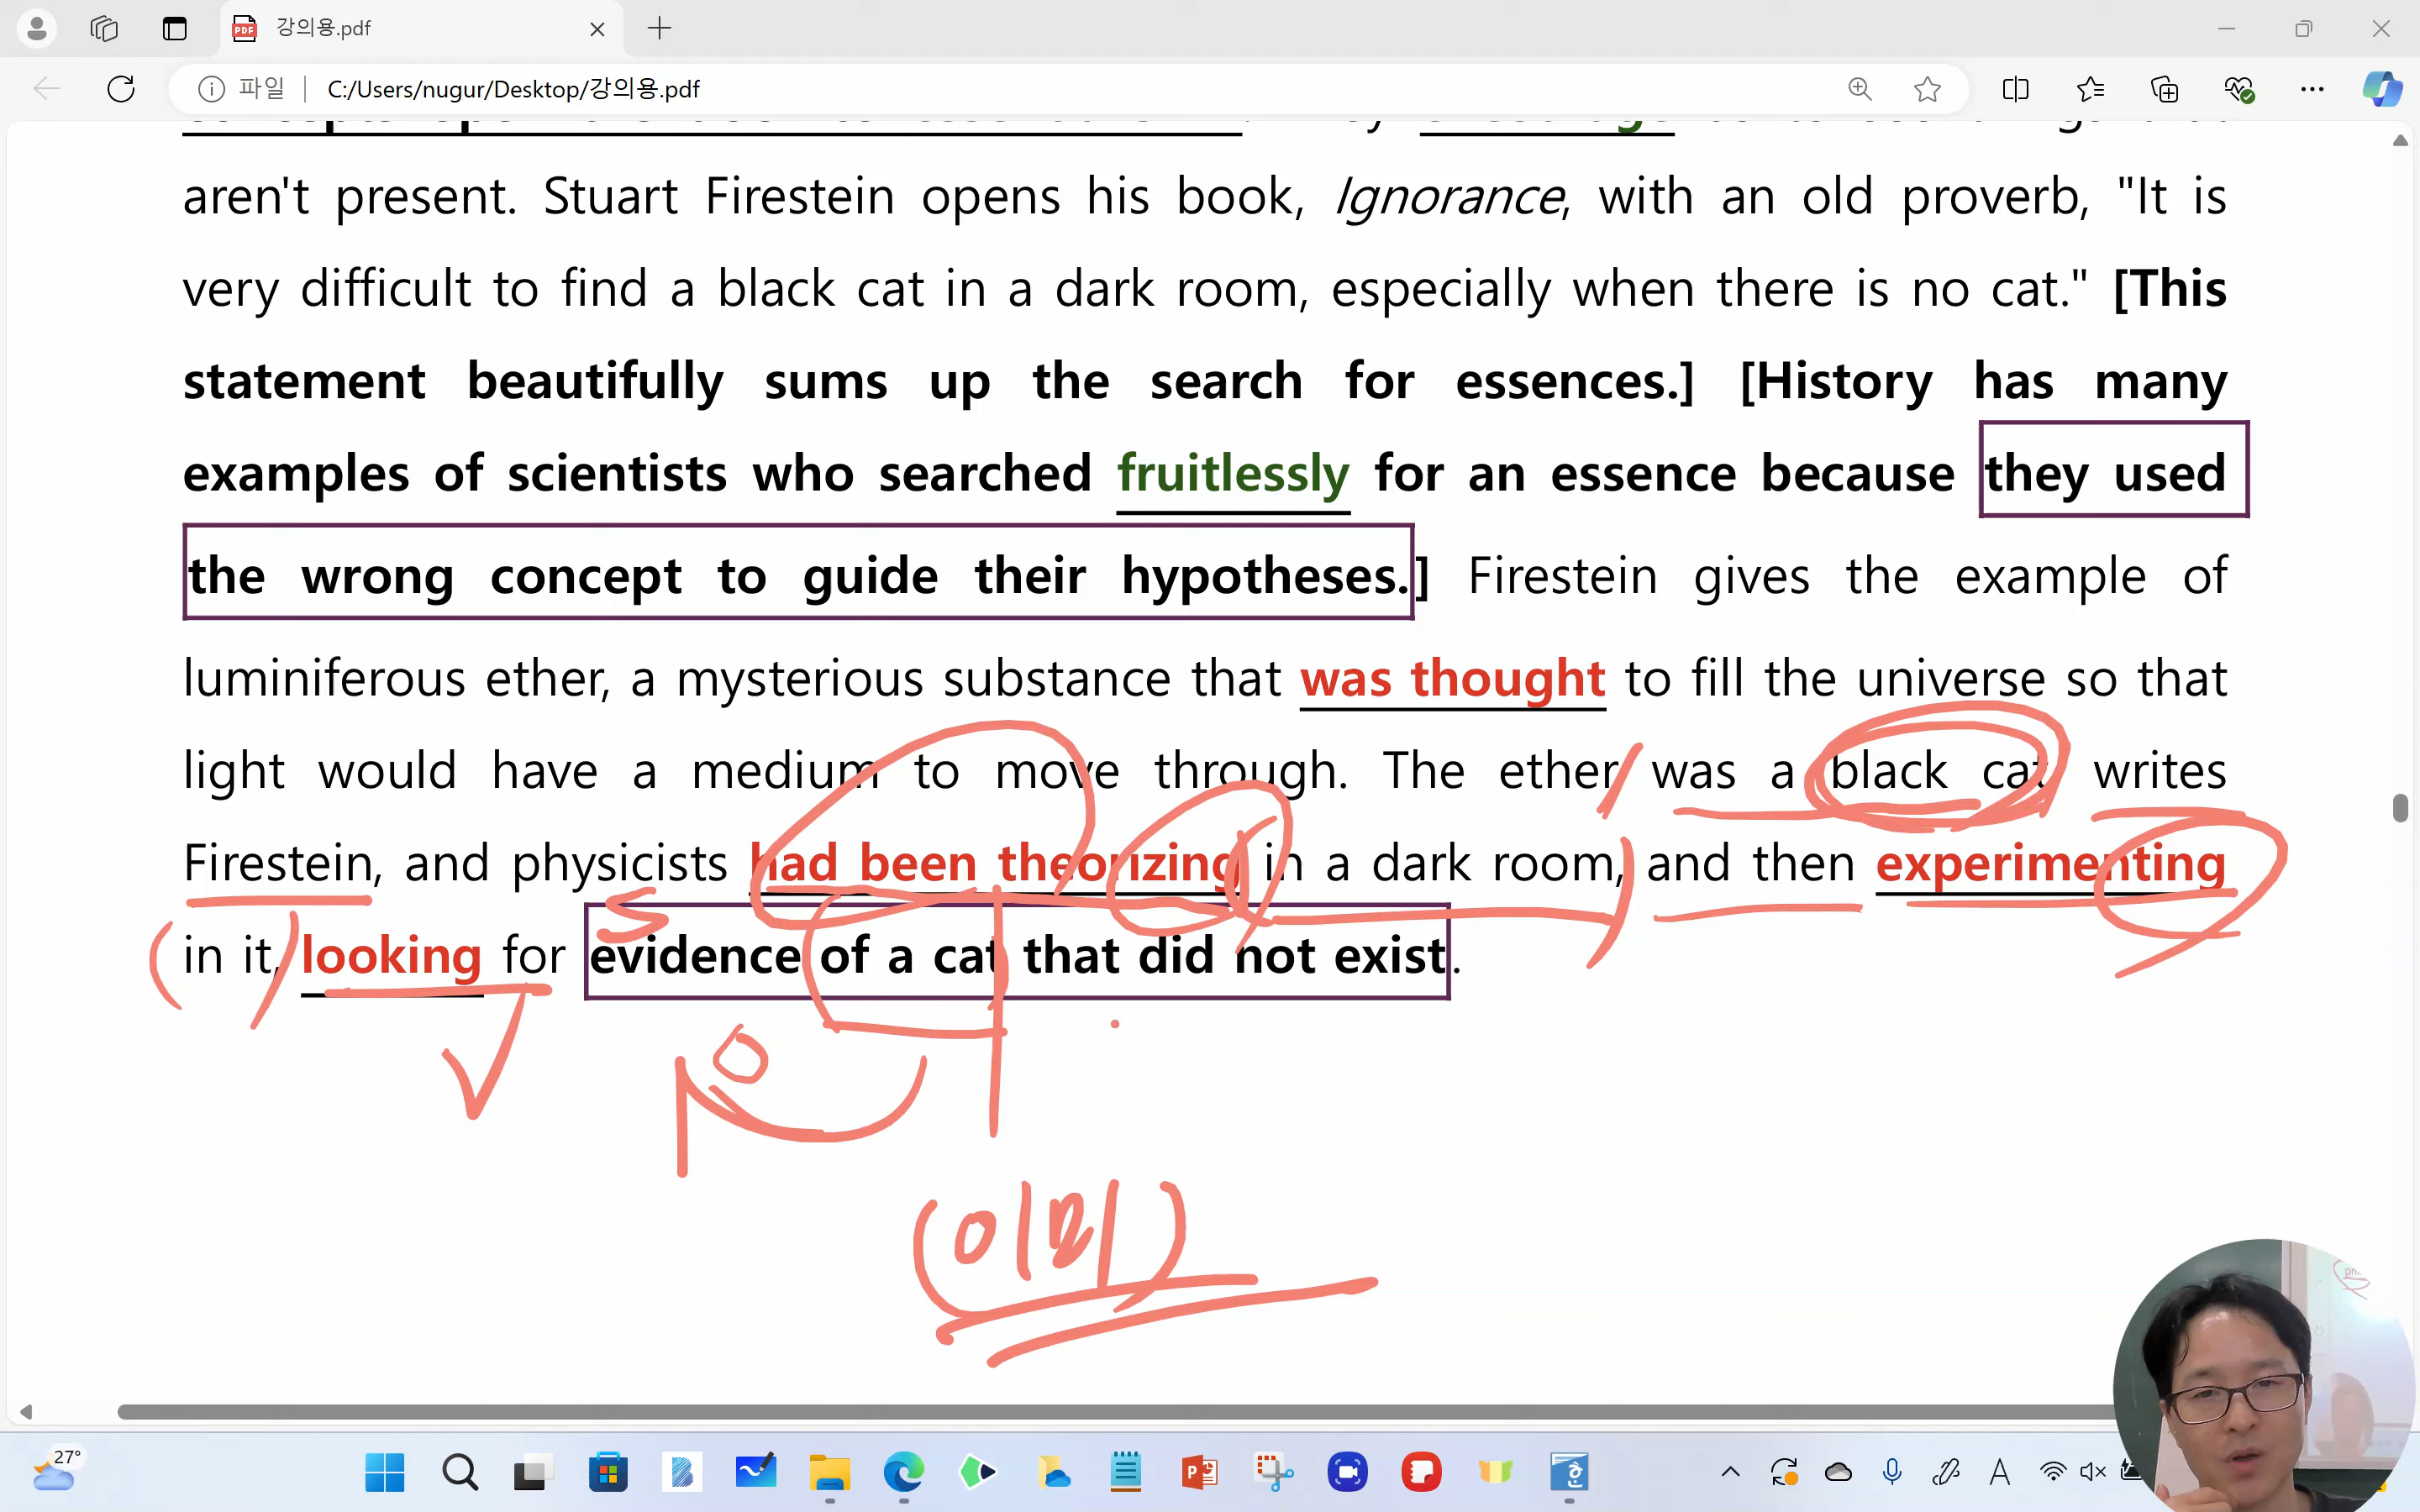 강의용.pdf
파일 C:/Users/nugur/Desktop/강의용.pdf
aren't present. Stuart Firestein opens his book, Ignorance, with an old proverb, "It is
very difficult to find a black cat in a dark room, especially when there is no cat." [This
statement beautifully sums up the search for essences.] [History has many
examples of scientists who searched fruitlessly for an essence because they used
the wrong concept to guide their hypotheses.] Firestein gives the example of
luminiferous ether, a mysterious substance that was thought to fill the universe so that
light would have a medium to move through. The ether was a black cat, writes
Firestein, and physicists had been theorizing in a dark room, and then experimenting
in it, looking for evidence of a cat that did not exist.
27°